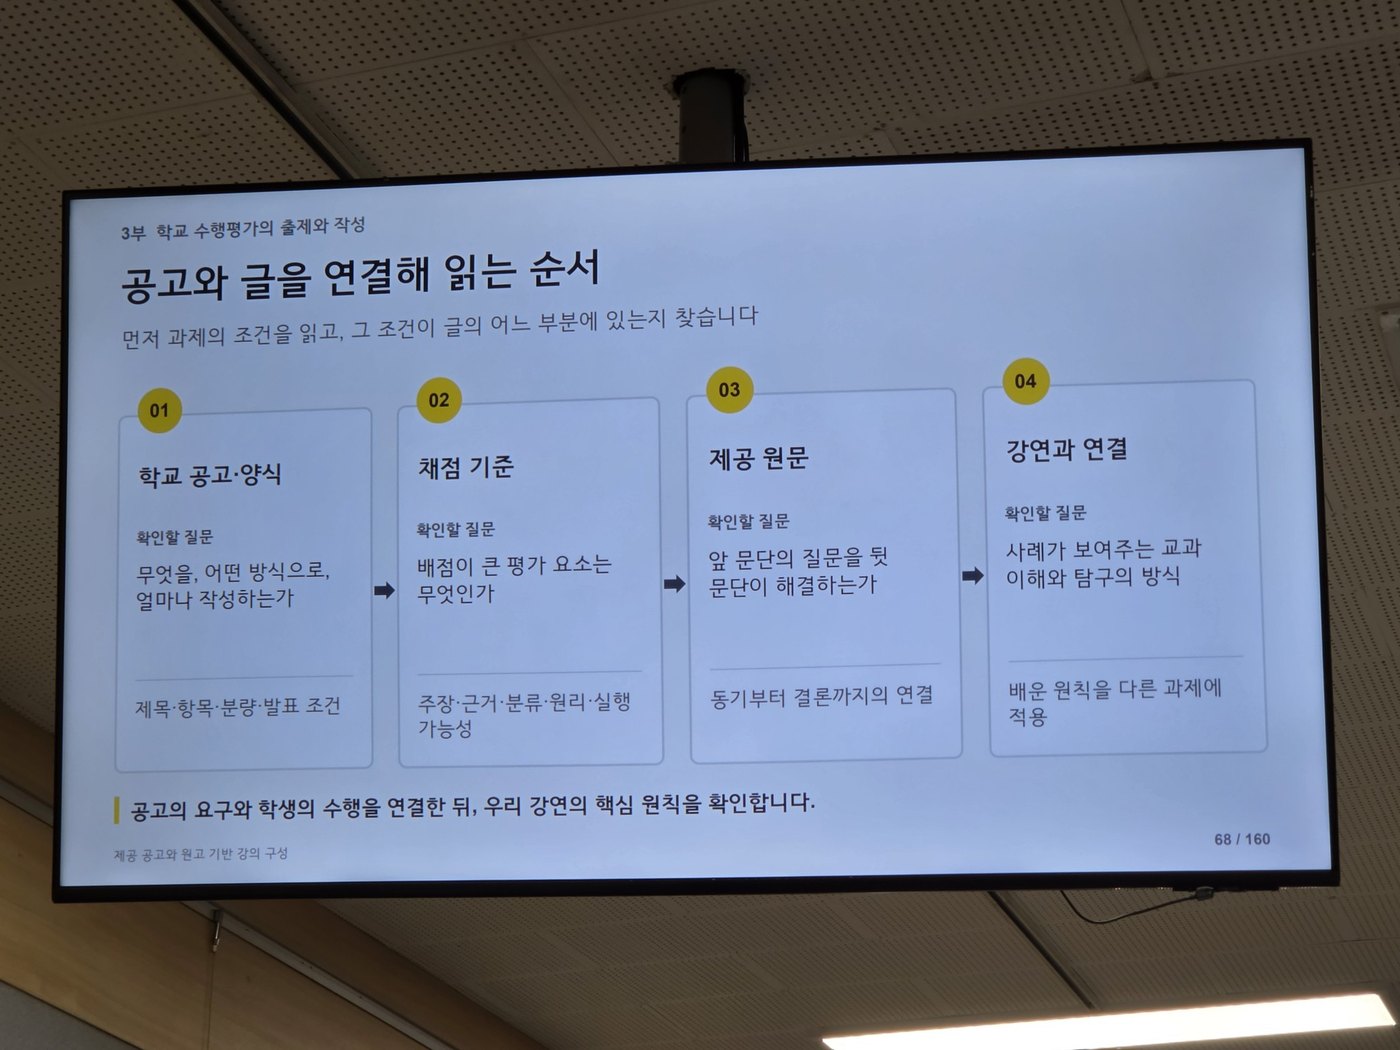 3부 학교 수행평가의 출제와 작성
공고와 글을 연결해 읽는 순서
먼저 과제의 조건을 읽고, 그 조건이 글의 어느 부분에 있는지 찾습니다
01
학교 공고·양식
확인할 질문
무엇을, 어떤 방식으로,
얼마나 작성하는가
제목·항목·분량·발표 조건
02
채점 기준
확인할 질문
배점이 큰 평가 요소는
무엇인가
주장·근거·분류·원리·실행
가능성
03
제공 원문
확인할 질문
앞 문단의 질문을 뒷
문단이 해결하는가
동기부터 결론까지의 연결
04
강연과 연결
확인할 질문
사례가 보여주는 교과
이해와 탐구의 방식
배운 원칙을 다른 과제에
적용
공고의 요구와 학생의 수행을 연결한 뒤, 우리 강연의 핵심 원칙을 확인합니다.
제공 공고와 원고 기반 강의 구성
68 / 160